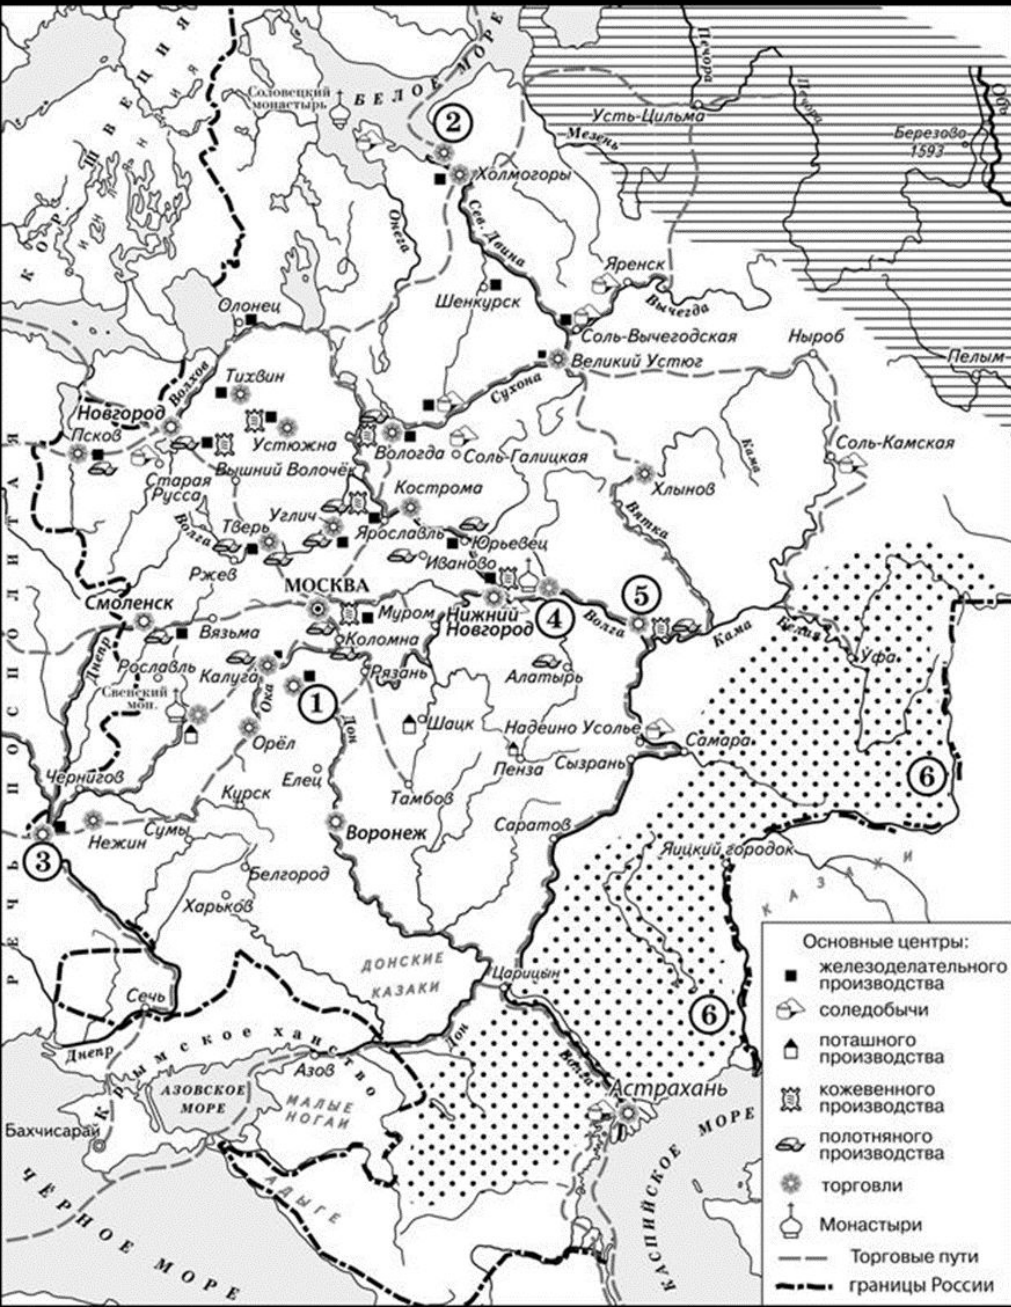 КОР. ШВЕЦИЯ
БЕЛОЕ МОРЕ
Соловецкий
монастырь
2
Печора
Печора
Обь
Усть-Цильма
Мезень
Березово
1593
Холмогоры
Онега
Сев. Двина
Яренск
Вычегда
Шенкурск
Олонец
Соль-Вычегодская
Ныроб
Великий Устюг
Пелым
Волхов
Тихвин
Сухона
Новгород
Псков
Устюжна
Вологда
Соль-Галицкая
Соль-Камская
Кама
Старая
Русса
Вышний Волочёк
Кострома
Хлынов
Углич
Волга
Тверь
Ярославль
Юрьевец
Вятка
Ржев
Иваново
МОСКВА
Смоленск
Муром
Нижний
Новгород
4
5
Волга
Кама
Белая
Вязьма
Коломна
Днепр
Рославль
Калуга
Рязань
Алатырь
Уфа
Свенский
мон.
Ока
1
Дон
Шацк
Надеино Усолье
Самара
Орёл
Пенза
Сызрань
6
Чернигов
Елец
Курск
Тамбов
3
Нежин
Сумы
Воронеж
Саратов
Яицкий городок
Белгород
КАЗАХИ
Харьков
РЕЧЬ ПОСПОЛИТАЯ
ДОНСКИЕ
КАЗАКИ
Царицын
Сечь
6
Днепр
Крымское ханство
Азов
Дон
Волга
АЗОВСКОЕ
МОРЕ
МАЛЫЕ
НОГАИ
Астрахань
Бахчисарай
АДЫГЕ
ЧЁРНОЕ МОРЕ
КАСПИЙСКОЕ МОРЕ
Основные центры:
железоделательного
производства
соледобычи
поташного
производства
кожевенного
производства
полотняного
производства
торговли
Монастыри
Торговые пути
границы России